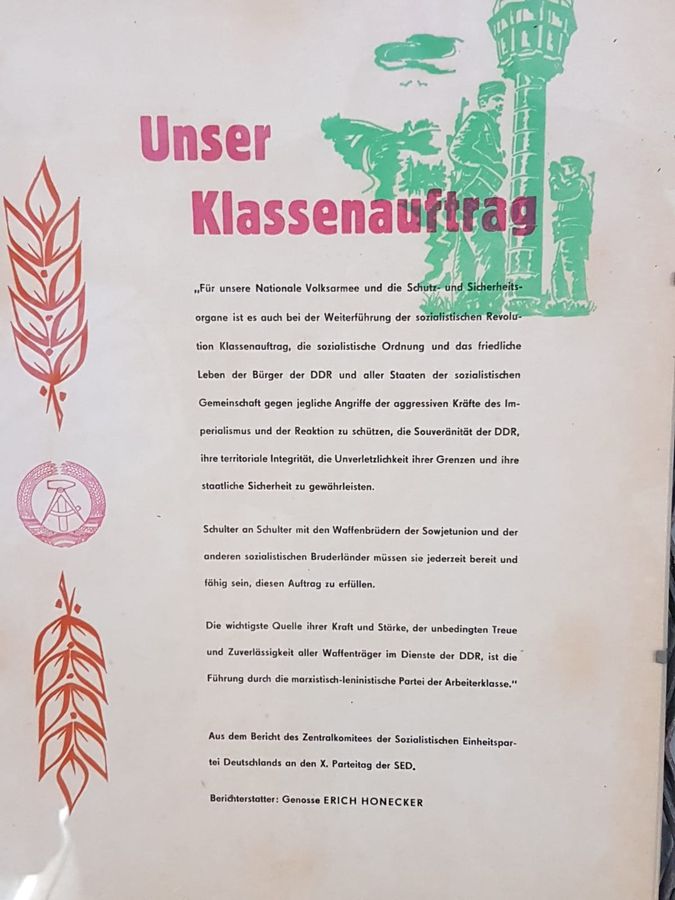 Unser
Klassenauftrag
„Für unsere Nationale Volksarmee und die Schutz- und Sicherheits-
organe ist es auch bei der Weiterführung der sozialistischen Revolu-
tion Klassenauftrag, die sozialistische Ordnung und das friedliche
Leben der Bürger der DDR und aller Staaten der sozialistischen
Gemeinschaft gegen jegliche Angriffe der aggressiven Kräfte des Im-
perialismus und der Reaktion zu schützen, die Souveränität der DDR,
ihre territoriale Integrität, die Unverletzlichkeit ihrer Grenzen und ihre
staatliche Sicherheit zu gewährleisten.
Schulter an Schulter mit den Waffenbrüdern der Sowjetunion und der
anderen sozialistischen Bruderländer müssen sie jederzeit bereit und
fähig sein, diesen Auftrag zu erfüllen.
Die wichtigste Quelle ihrer Kraft und Stärke, der unbedingten Treue
und Zuverlässigkeit aller Waffenträger im Dienste der DDR, ist die
Führung durch die marxistisch-leninistische Partei der Arbeiterklasse."
Aus dem Bericht des Zentralkomitees der Sozialistischen Einheitspar-
tei Deutschlands an den X. Parteitag der SED.
Berichterstatter: Genosse ERICH HONECKER